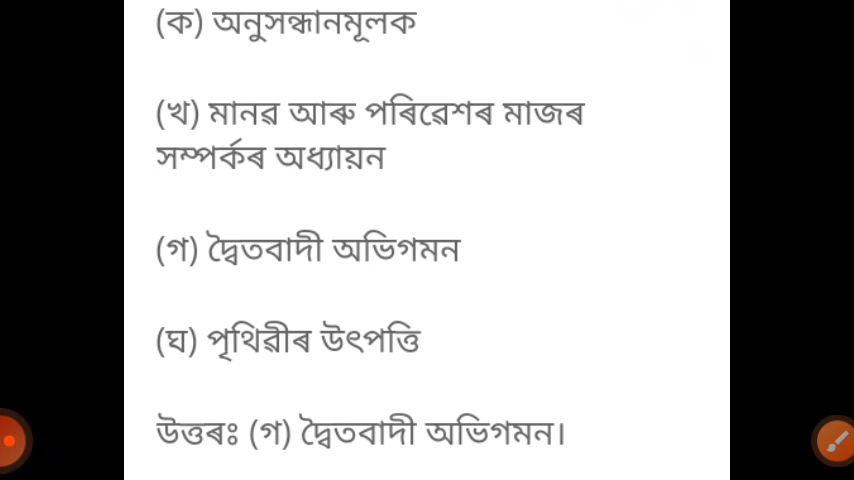 (ক) অনুসন্ধানমূলক
(খ) মানৱ আৰু পৰিৱেশৰ মাজৰ
সম্পৰ্কৰ অধ্যায়ন
(গ) দ্বৈতবাদী অভিগমন
(ঘ) পৃথিৱীৰ উৎপত্তি
উত্তৰঃ (গ) দ্বৈতবাদী অভিগমন।